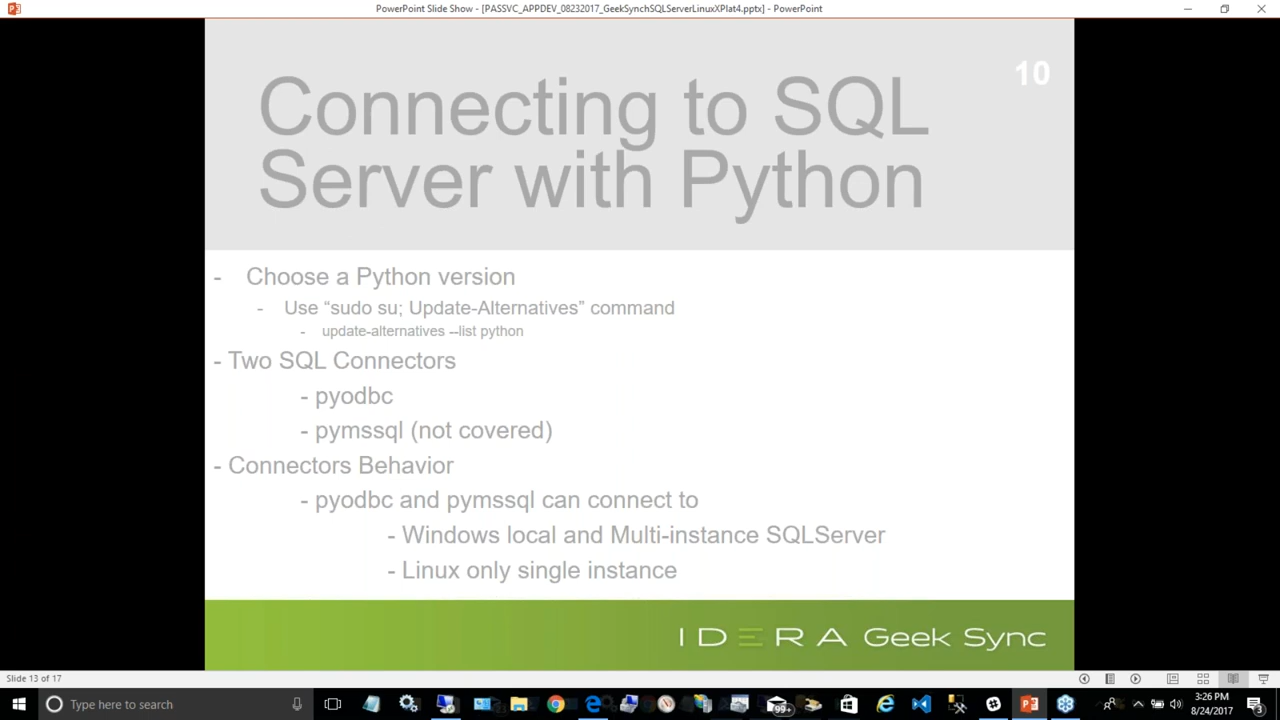 PowerPoint Slide Show - [PASSVC_APPDEV_08232017_GeekSynchSQLServerLinuxXPlat4.pptx] - PowerPoint
10
Connecting to SQL
Server with Python
- Choose a Python version
- Use “sudo su; Update-Alternatives” command
- update-alternatives --list python
- Two SQL Connectors
- pyodbc
- pymssql (not covered)
- Connectors Behavior
- pyodbc and pymssql can connect to
- Windows local and Multi-instance SQLServer
- Linux only single instance
IDERA Geek Sync
Slide 13 of 17
Type here to search
99+
3:26 PM
8/24/2017
3